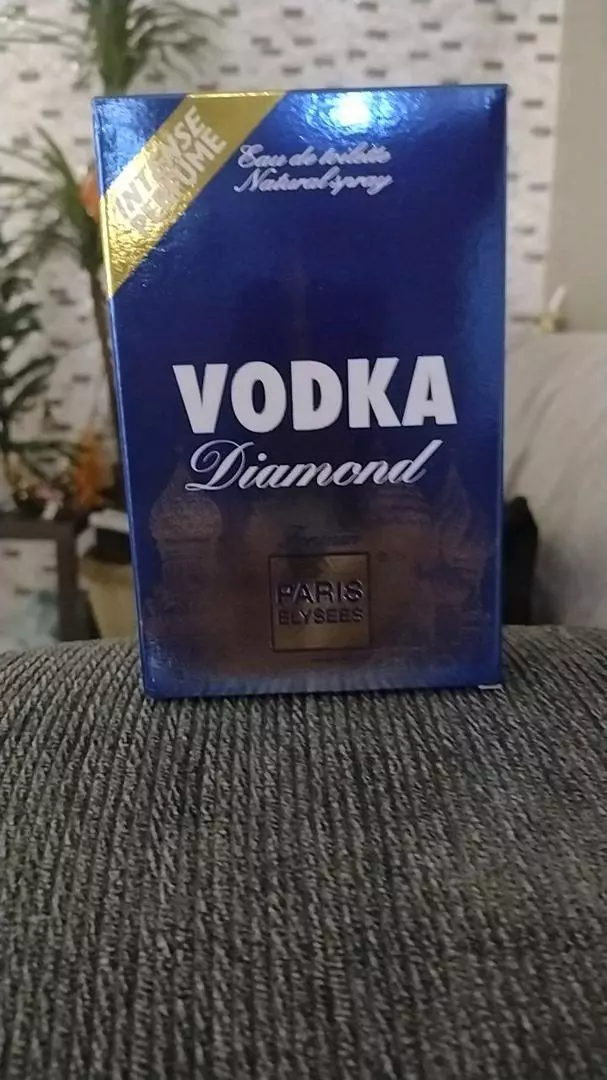 INTENSE
PERFUME
Eau de toilette
Natural spray
VODKA
Diamond
PARIS
ELYSEES